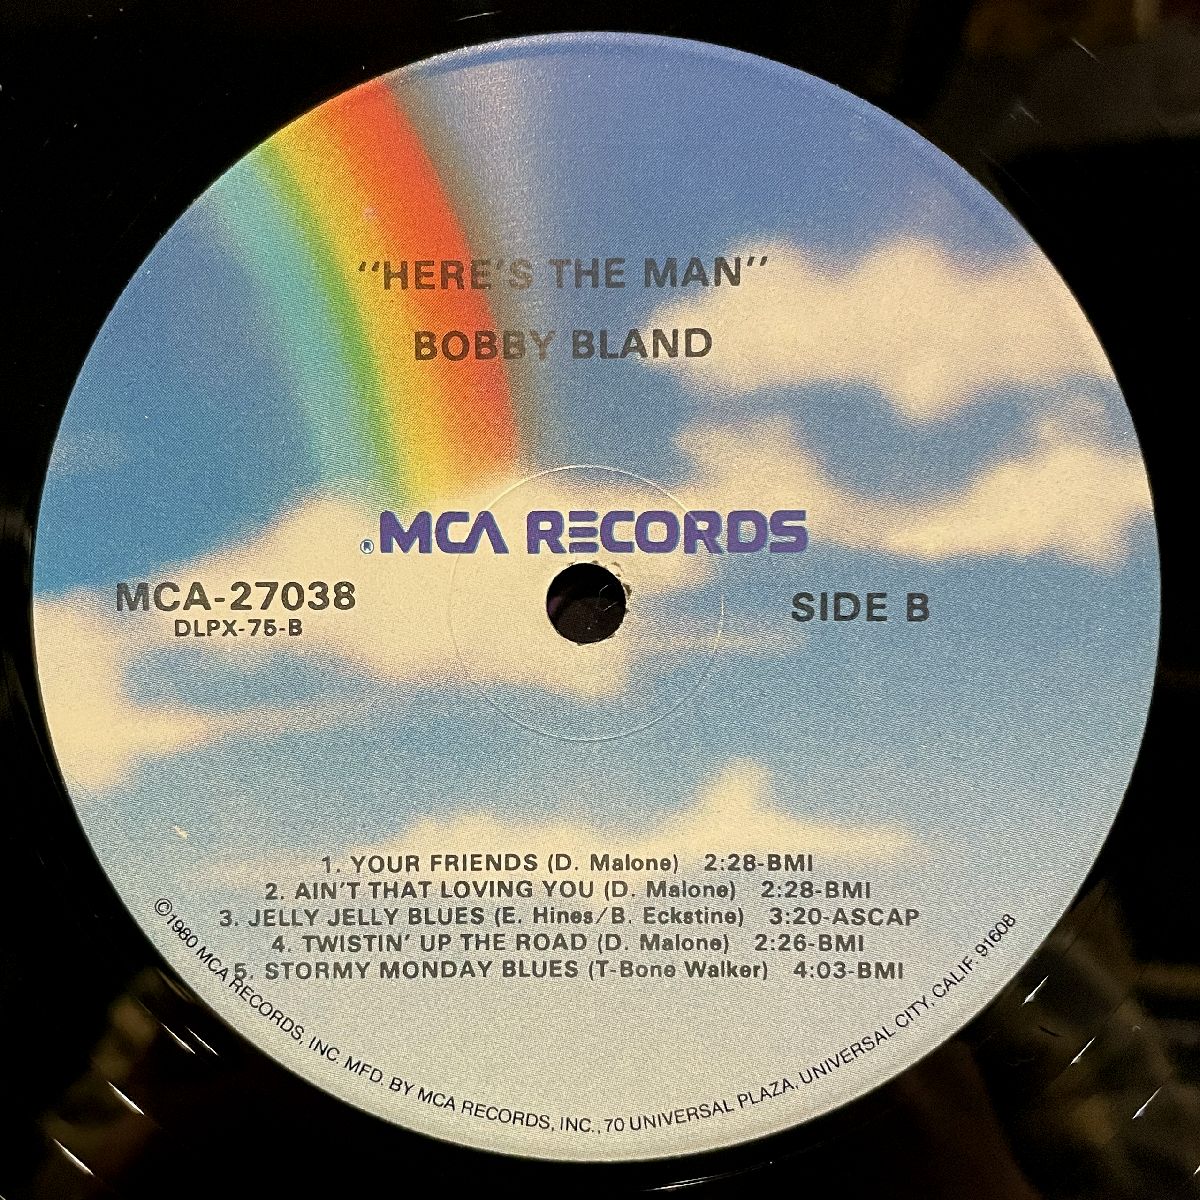 "HERE'S THE MAN"
BOBBY BLAND
®MCA RECORDS
MCA-27038
DLPX-75-B
SIDE B
1. YOUR FRIENDS (D. Malone) 2:28-BMI
2. AIN'T THAT LOVING YOU (D. Malone) 2:28-BMI
3. JELLY JELLY BLUES (E. Hines/B. Eckstine) 3:20-ASCAP
4. TWISTIN' UP THE ROAD (D. Malone) 2:26-BMI
5. STORMY MONDAY BLUES (T-Bone Walker) 4:03-BMI
©1980 MCA RECORDS, INC. MFD. BY MCA RECORDS, INC., 70 UNIVERSAL PLAZA, UNIVERSAL CITY, CALIF 91608